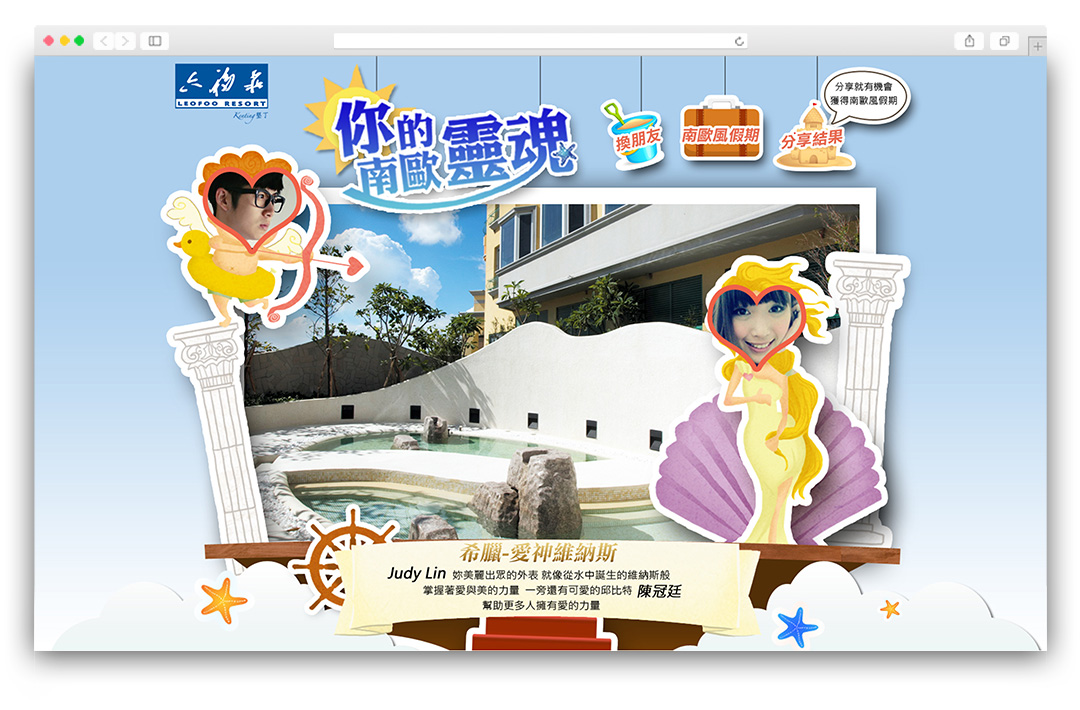 六福莊
LEOFOO RESORT
Kenting 墾丁
你的
南歐靈魂
換朋友
南歐風假期
分享結果
分享就有機會
獲得南歐風假期
希臘-愛神維納斯
Judy Lin 妳美麗出眾的外表 就像從水中誕生的維納斯般
掌握著愛與美的力量 一旁還有可愛的邱比特 陳冠廷
幫助更多人擁有愛的力量